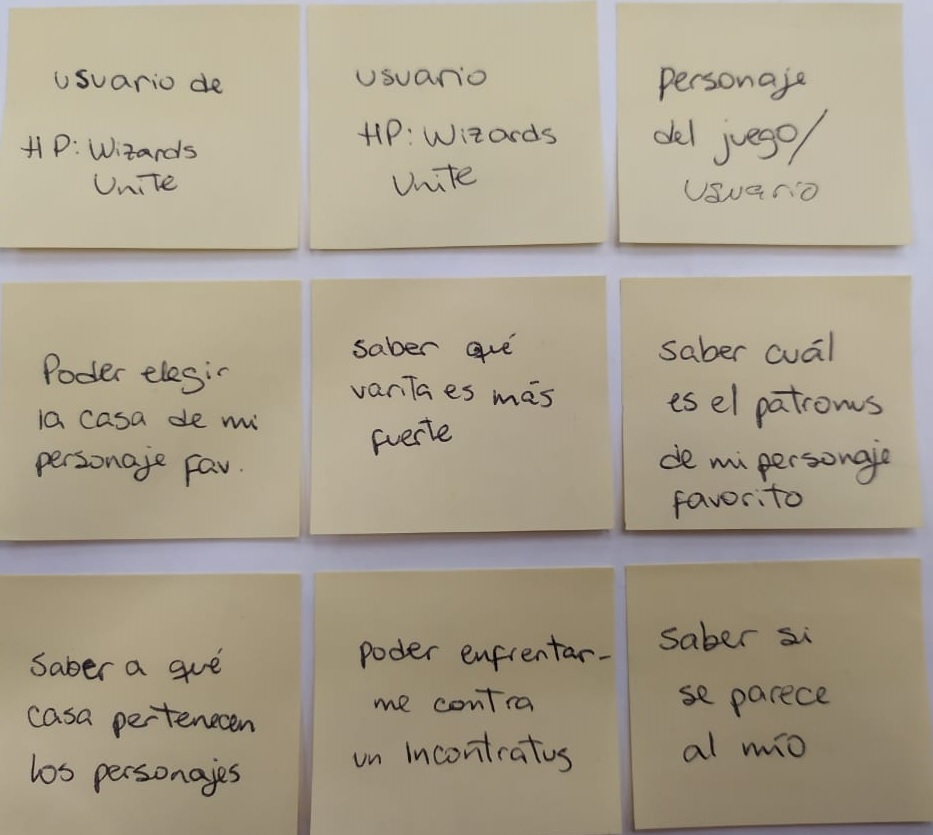 usuario de
HP: Wizards
Unite
usuario
HP: Wizards
Unite
personaje
del juego/
usuario
Poder elegir
la casa de mi
personaje fav.
saber qué
varita es más
fuerte
saber cuál
es el patronus
de mi personaje
favorito
saber a qué
casa pertenecen
los personajes
poder enfrentar-
me contra
un Incontratus
saber si
se parece
al mío